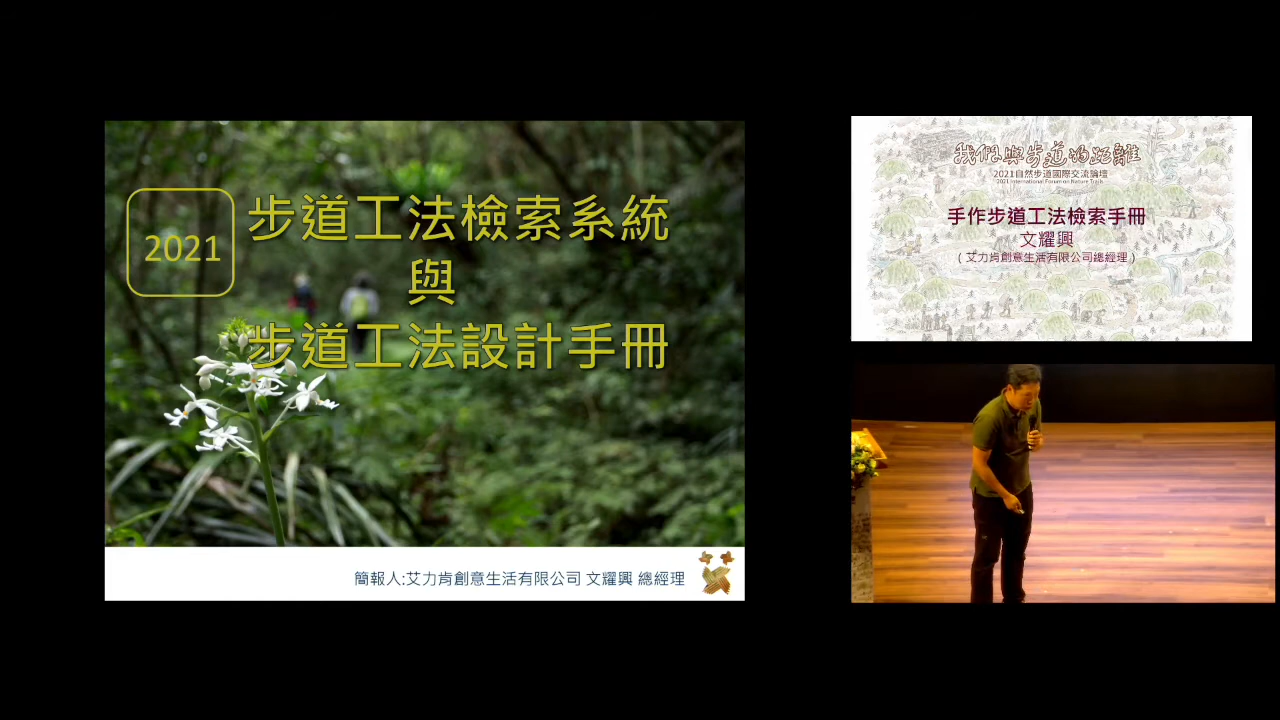 2021
步道工法檢索系統
與
步道工法設計手冊
簡報人:艾力肯創意生活有限公司 文耀興 總經理
我們與步道的距離
2021自然步道國際交流論壇
2021 International Forum on Nature Trails
手作步道工法檢索手冊
文耀興
(艾力肯創意生活有限公司總經理)